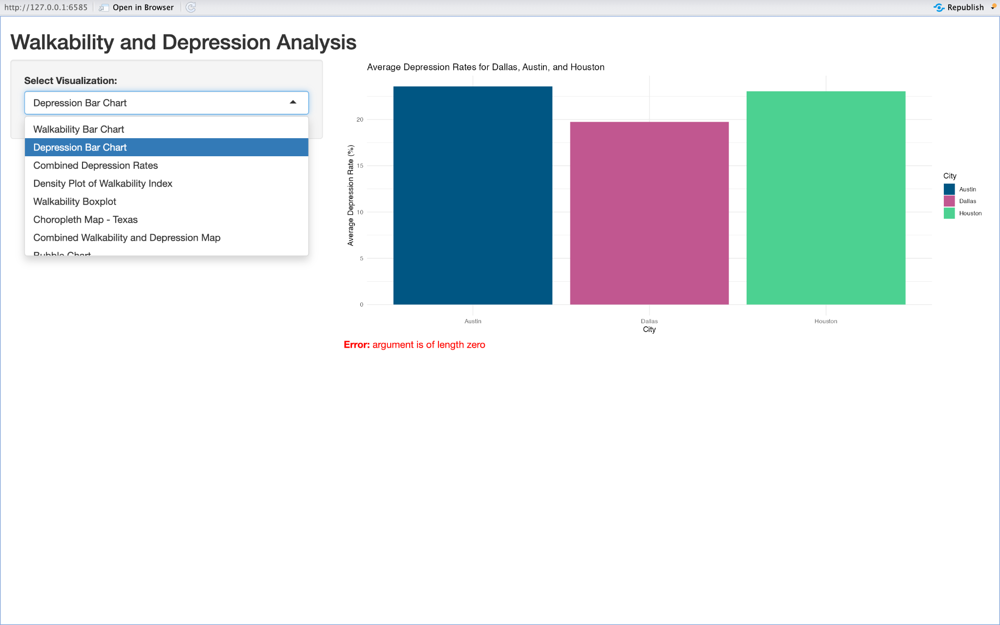 http://127.0.0.1:6585 Open in Browser Republish
Walkability and Depression Analysis
Select Visualization:
Depression Bar Chart
Walkability Bar Chart
Depression Bar Chart
Combined Depression Rates
Density Plot of Walkability Index
Walkability Boxplot
Choropleth Map - Texas
Combined Walkability and Depression Map
Bubble Chart
Average Depression Rates for Dallas, Austin, and Houston
Average Depression Rate (%)
20
15
10
5
0
Austin Dallas Houston
City
City
Austin
Dallas
Houston
Error: argument is of length zero